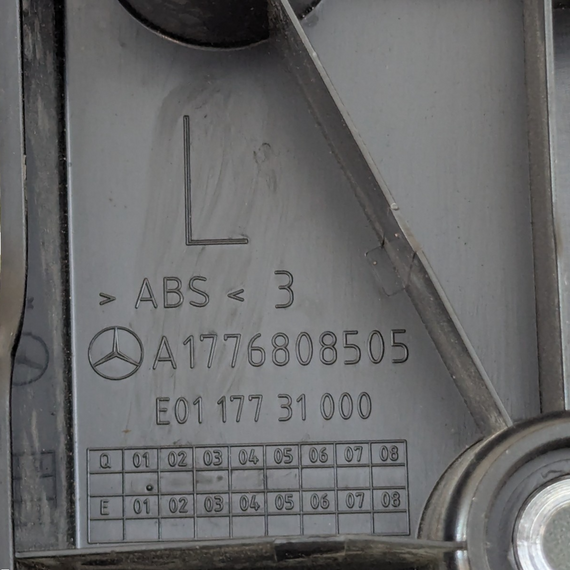 L
> ABS < 3
A1776808505
E01 177 31 000
Q 01 02 03 04 05 06 07 08
E 01 02 03 04 05 06 07 08